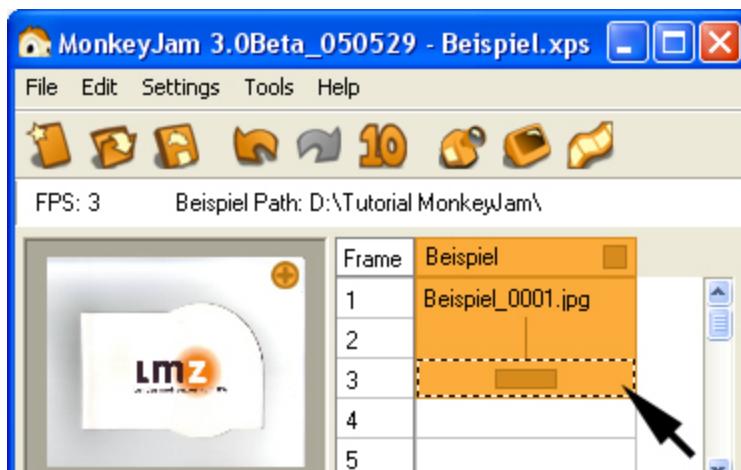 MonkeyJam 3.0Beta_050529 - Beispiel.xps
File Edit Settings Tools Help
10
FPS: 3 Beispiel Path: D:\Tutorial MonkeyJam\
Frame Beispiel
1 Beispiel_0001.jpg
2
3
4
5
LMZ